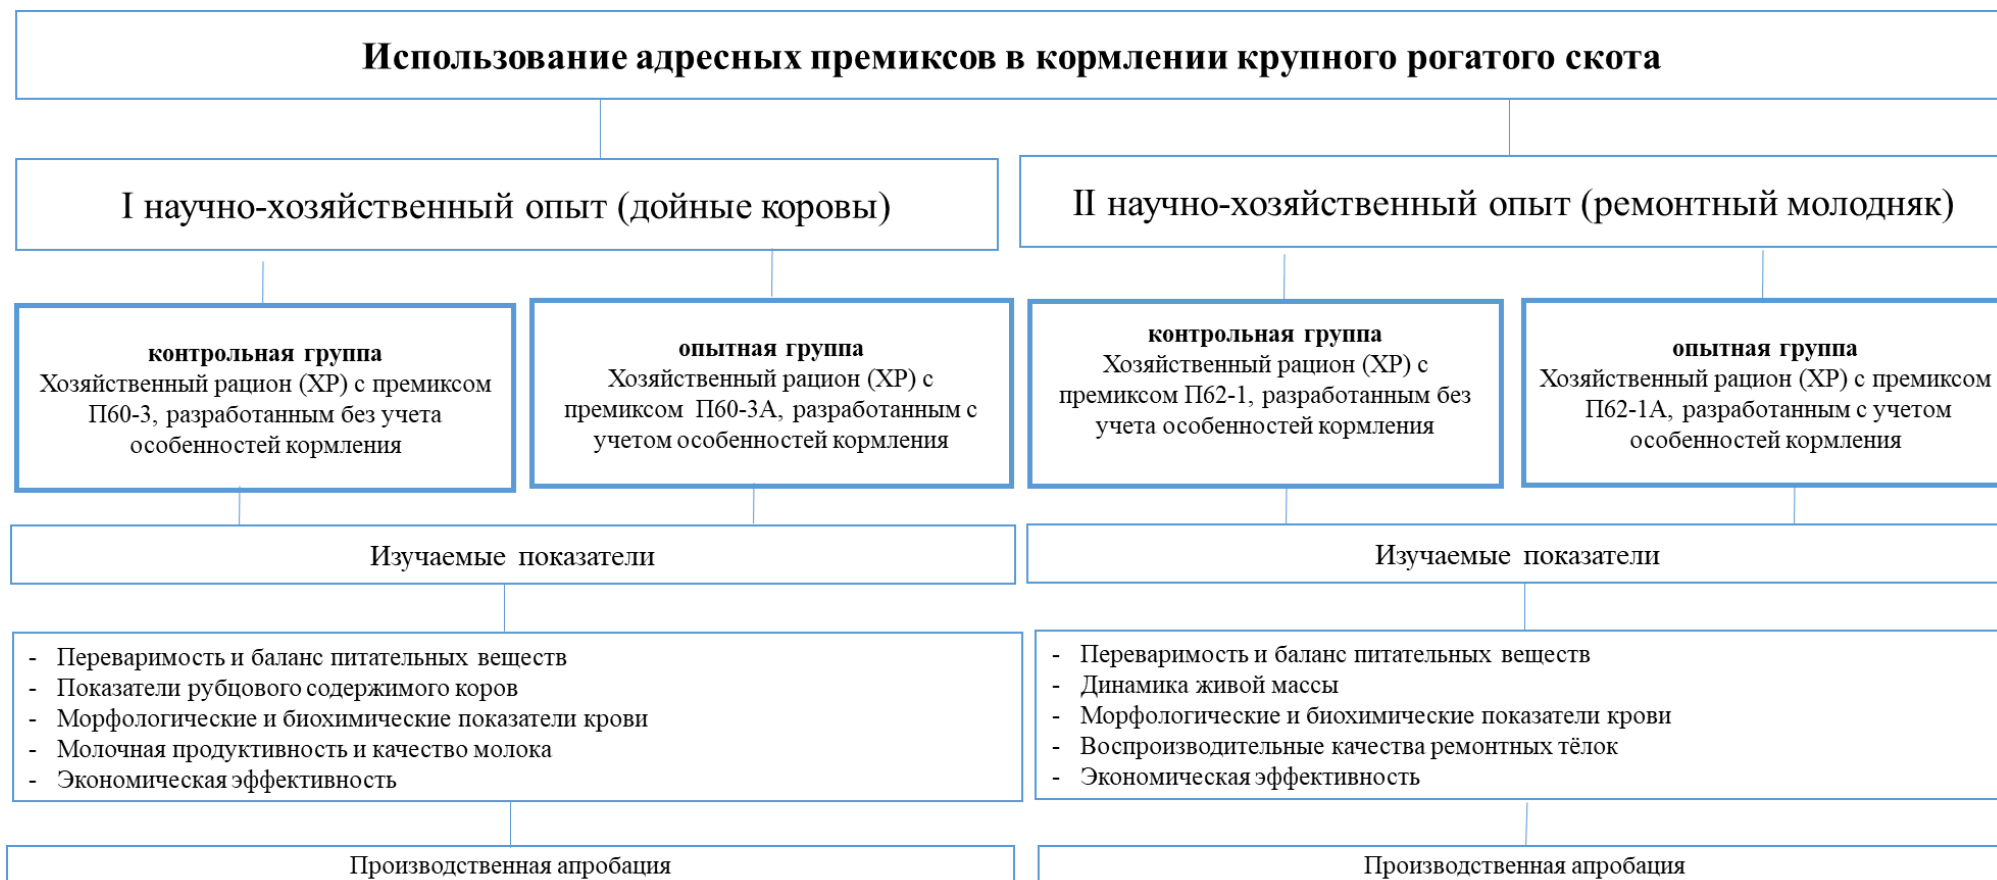 Использование адресных премиксов в кормлении крупного рогатого скота
I научно-хозяйственный опыт (дойные коровы)
II научно-хозяйственный опыт (ремонтный молодняк)
контрольная группа
Хозяйственный рацион (ХР) с премиксом
П60-3, разработанным без учета
особенностей кормления
опытная группа
Хозяйственный рацион (ХР) с
премиксом П60-3А, разработанным с
учетом особенностей кормления
контрольная группа
Хозяйственный рацион (ХР) с
премиксом П62-1, разработанным без
учета особенностей кормления
опытная группа
Хозяйственный рацион (ХР) с премиксом
П62-1А, разработанным с учетом
особенностей кормления
Изучаемые показатели
Изучаемые показатели
- Переваримость и баланс питательных веществ
- Показатели рубцового содержимого коров
- Морфологические и биохимические показатели крови
- Молочная продуктивность и качество молока
- Экономическая эффективность
- Переваримость и баланс питательных веществ
- Динамика живой массы
- Морфологические и биохимические показатели крови
- Воспроизводительные качества ремонтных тёлок
- Экономическая эффективность
Производственная апробация
Производственная апробация